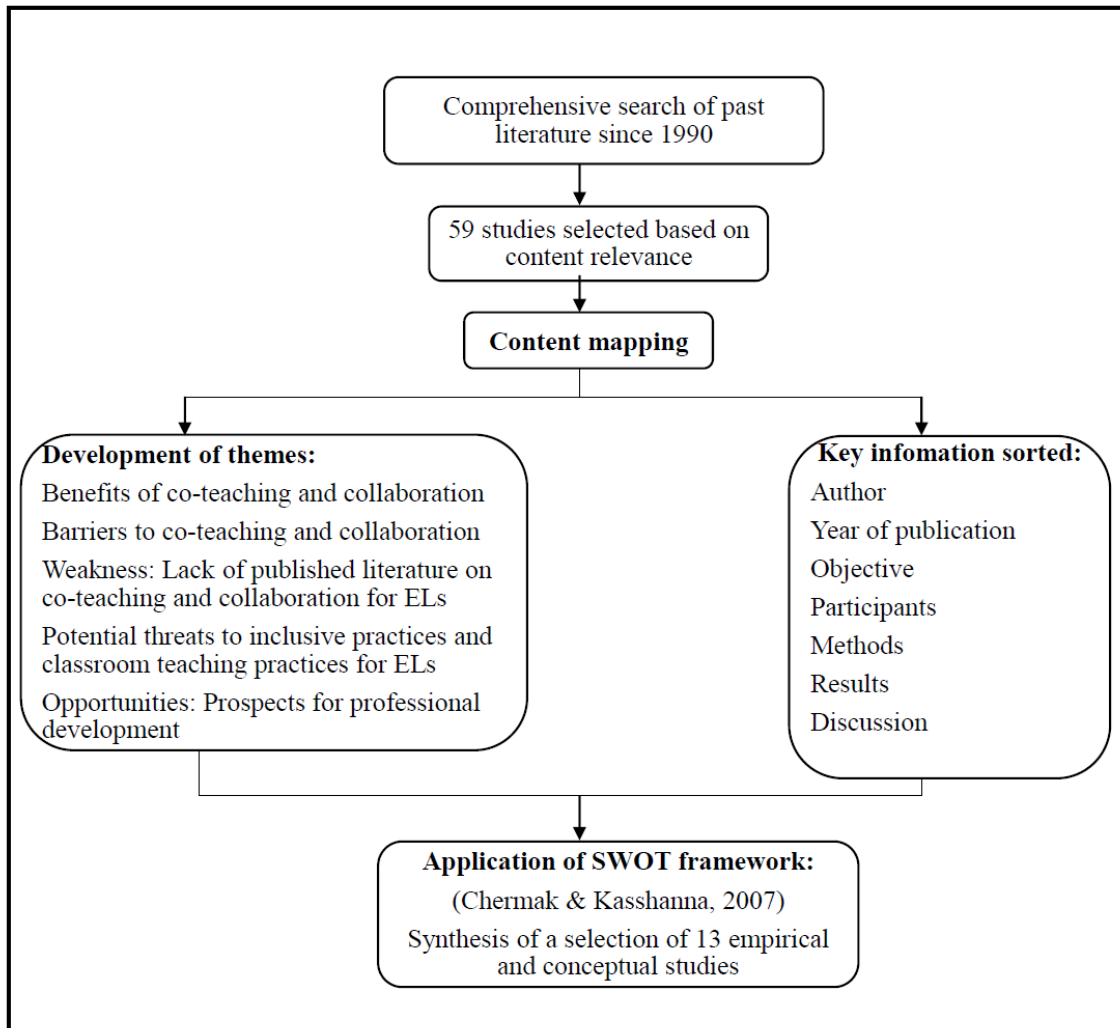 Comprehensive search of past
literature since 1990
59 studies selected based on
content relevance
Content mapping
Development of themes:
Benefits of co-teaching and collaboration
Barriers to co-teaching and collaboration
Weakness: Lack of published literature on
co-teaching and collaboration for ELs
Potential threats to inclusive practices and
classroom teaching practices for ELs
Opportunities: Prospects for professional
development
Key infomation sorted:
Author
Year of publication
Objective
Participants
Methods
Results
Discussion
Application of SWOT framework:
(Chermak & Kasshanna, 2007)
Synthesis of a selection of 13 empirical
and conceptual studies